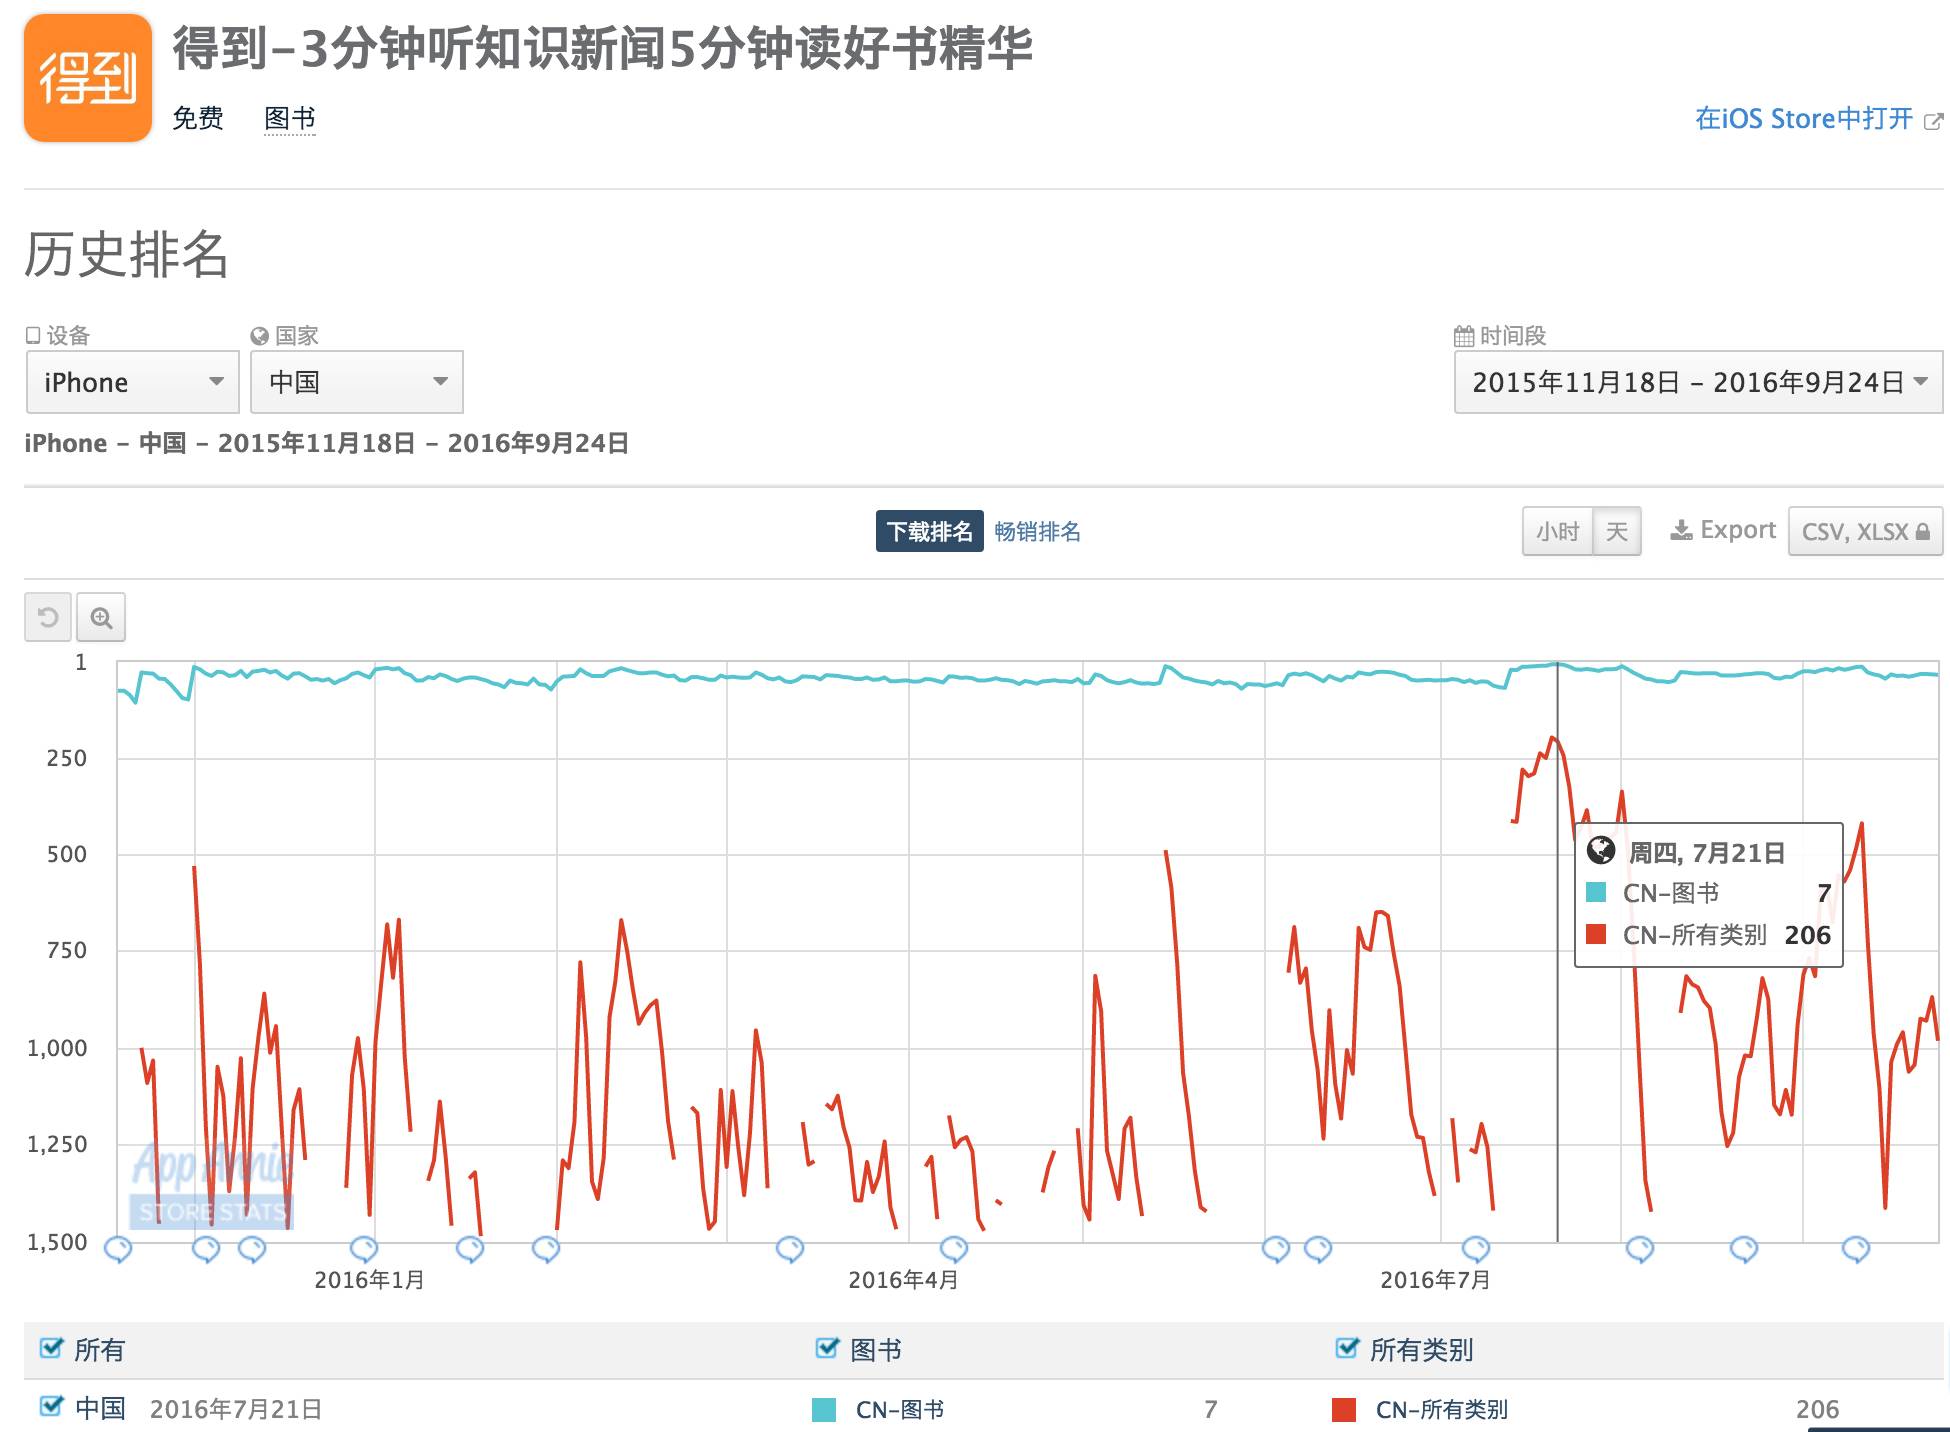 得到
得到-3分钟听知识新闻5分钟读好书精华
免费 图书
在iOS Store中打开
历史排名
设备 国家 时间段
iPhone 中国 2015年11月18日 - 2016年9月24日
iPhone - 中国 - 2015年11月18日 - 2016年9月24日
下载排名 畅销排名 小时 天 Export CSV, XLSX
1
250
500
周四, 7月21日
CN-图书 7
CN-所有类别 206
750
1,000
1,250
App Annie
STORE STATS
1,500
2016年1月 2016年4月 2016年7月
所有 图书 所有类别
中国 2016年7月21日 CN-图书 7 CN-所有类别 206